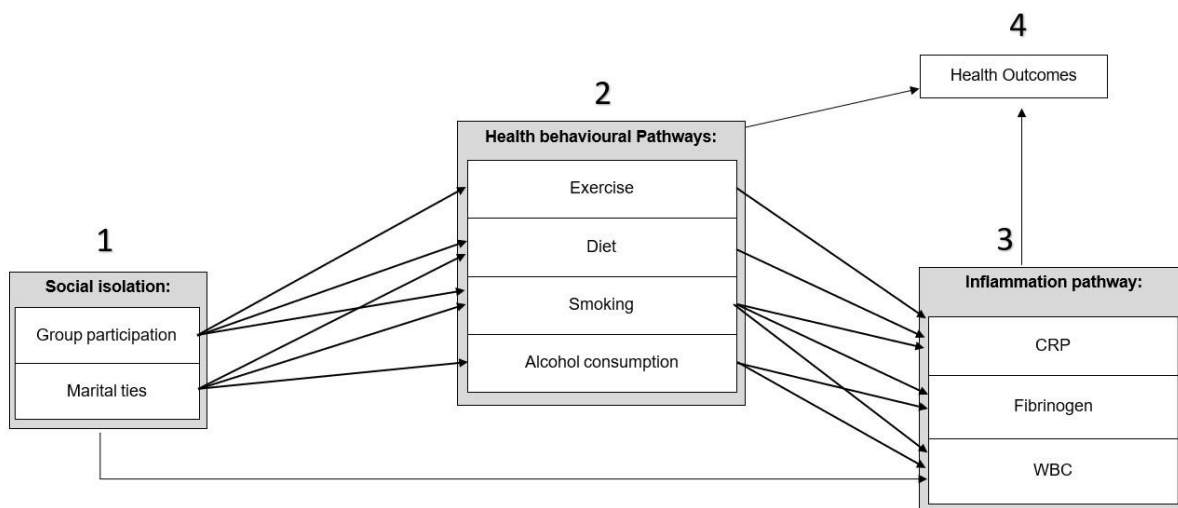 1
Social isolation:
Group participation
Marital ties
2
Health behavioural Pathways:
Exercise
Diet
Smoking
Alcohol consumption
3
Inflammation pathway:
CRP
Fibrinogen
WBC
4
Health Outcomes